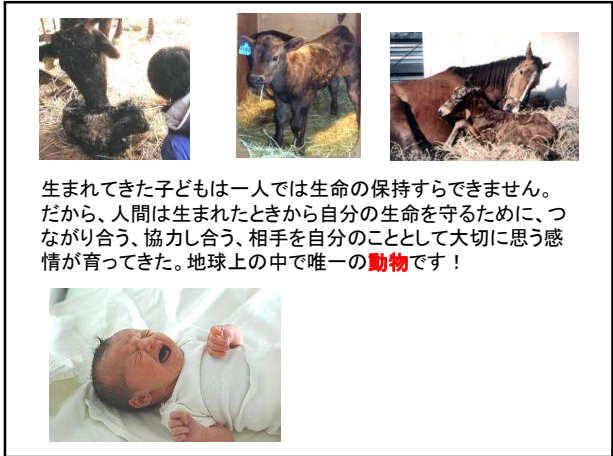 生まれてきた子どもは一人では生命の保持すらできません。
だから、人間は生まれたときから自分の生命を守るために、つ
ながり合う、協力し合う、相手を自分のこととして大切に思う感
情が育ってきた。地球上の中で唯一の動物です！